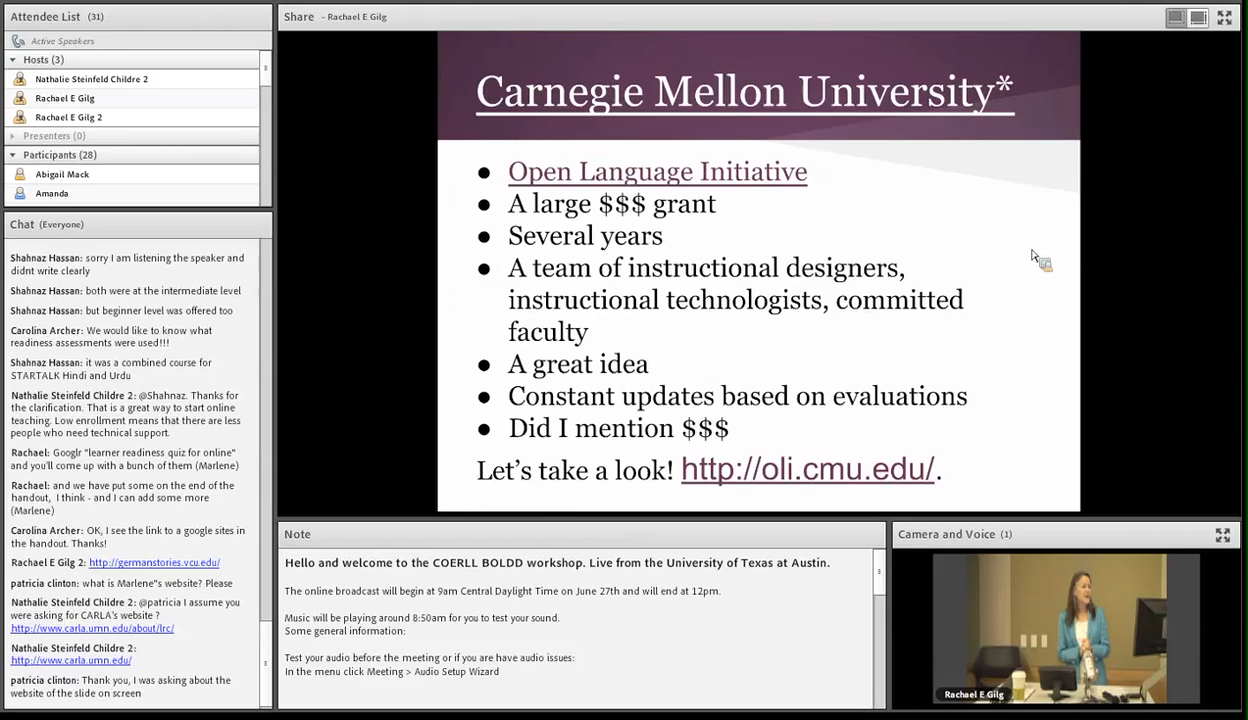 Attendee List (31)
Active Speakers
Hosts (3)
Nathalie Steinfeld Childre 2
Rachael E Gilg
Rachael E Gilg 2
Presenters (0)
Participants (28)
Abigail Mack
Amanda
Chat (Everyone)
Shahnaz Hassan: sorry I am listening the speaker and
didnt write clearly
Shahnaz Hassan: both were at the intermediate level
Shahnaz Hassan: but beginner level was offered too
Carolina Archer: We would like to know what
readiness assessments were used!!!
Shahnaz Hassan: it was a combined course for
STARTALK Hindi and Urdu
Nathalie Steinfeld Childre 2: @Shahnaz. Thanks for
the clarification. That is a great way to start online
teaching. Low enrollment means that there are less
people who need technical support.
Rachael: Googlr "learner readiness quiz for online"
and you'll come up with a bunch of them (Marlene)
Rachael: and we have put some on the end of the
handout, I think - and I can add some more
(Marlene)
Carolina Archer: OK, I see the link to a google sites in
the handout. Thanks!
Rachael E Gilg 2: http://germanstories.vcu.edu/
patricia clinton: what is Marlene"s website? Please
Nathalie Steinfeld Childre 2: @patricia I assume you
were asking for CARLA's website ?
http://www.carla.umn.edu/about/lrc/
Nathalie Steinfeld Childre 2:
http://www.carla.umn.edu/
patricia clinton: Thank you, I was asking about the
website of the slide on screen
Share - Rachael E Gilg
Carnegie Mellon University*
● Open Language Initiative
● A large $$$ grant
● Several years
● A team of instructional designers,
instructional technologists, committed
faculty
● A great idea
● Constant updates based on evaluations
● Did I mention $$$
Let's take a look! http://oli.cmu.edu/.
Note
Hello and welcome to the COERLL BOLDD workshop. Live from the University of Texas at Austin.
The online broadcast will begin at 9am Central Daylight Time on June 27th and will end at 12pm.
Music will be playing around 8:50am for you to test your sound.
Some general information:
Test your audio before the meeting or if you are have audio issues:
In the menu click Meeting > Audio Setup Wizard
Camera and Voice (1)
Rachael E Gilg